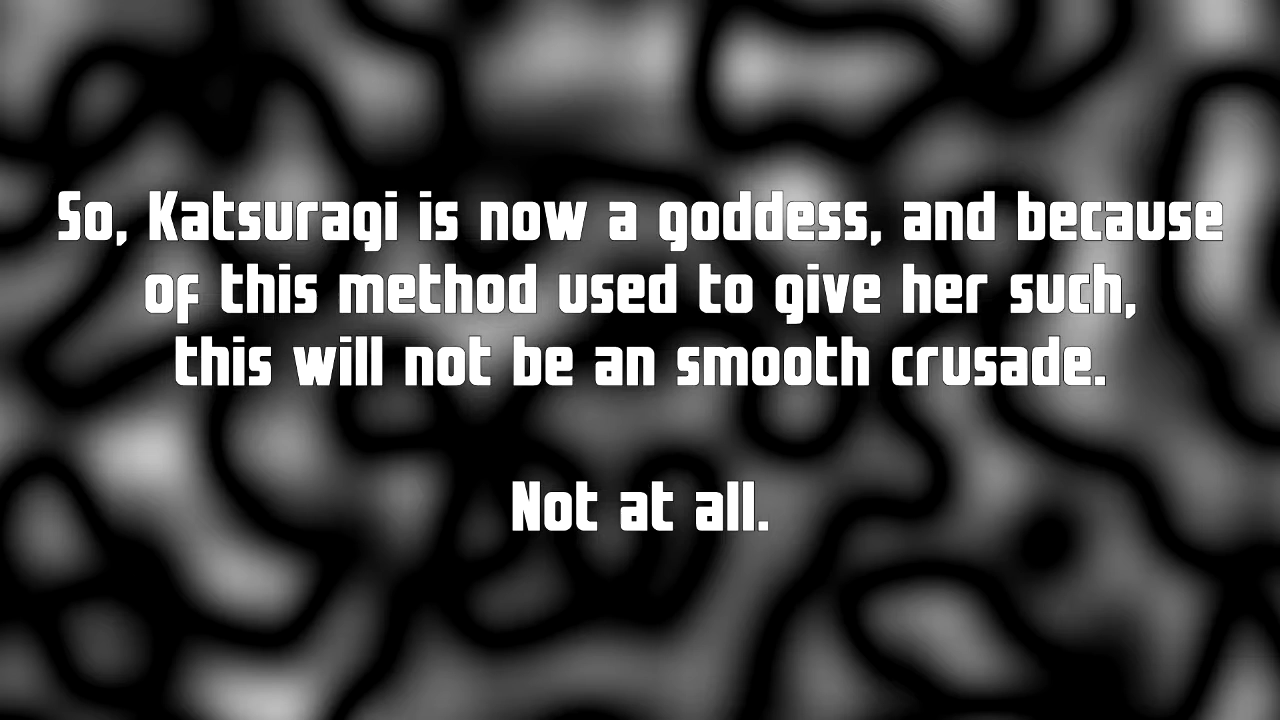 So, Katsuragi is now a goddess, and because
of this method used to give her such,
this will not be an smooth crusade.
Not at all.